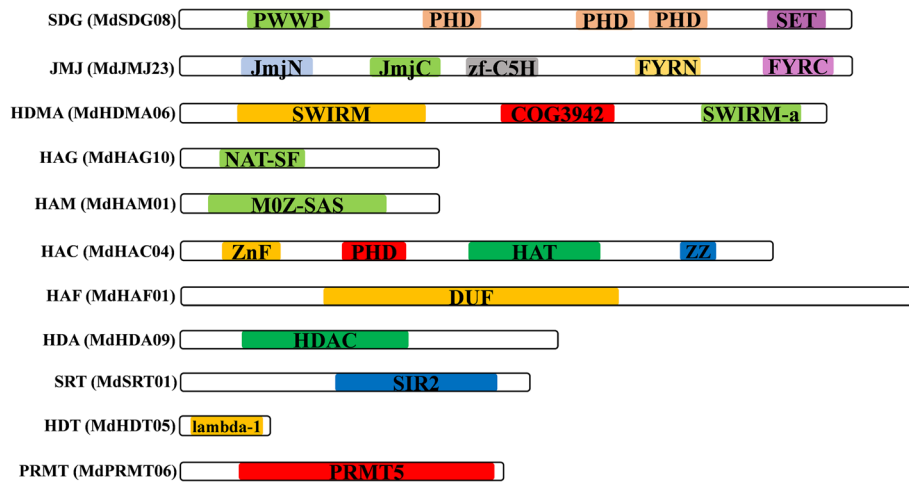 SDG (MdSDG08) PWWP PHD PHD PHD SET
JMJ (MdJMJ23) JmjN JmjC zf-C5H FYRN FYRC
HDMA (MdHDMA06) SWIRM COG3942 SWIRM-a
HAG (MdHAG10) NAT-SF
HAM (MdHAM01) M0Z-SAS
HAC (MdHAC04) ZnF PHD HAT ZZ
HAF (MdHAF01) DUF
HDA (MdHDA09) HDAC
SRT (MdSRT01) SIR2
HDT (MdHDT05) lambda-1
PRMT (MdPRMT06) PRMT5